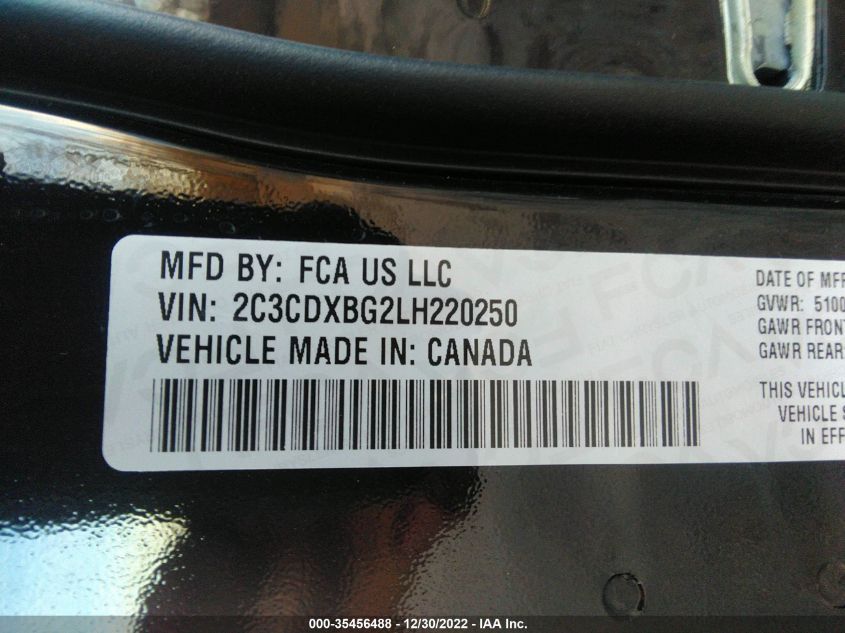 MFD BY: FCA US LLC
VIN: 2C3CDXBG2LH220250
VEHICLE MADE IN: CANADA
DATE OF MFR
GVWR: 5100
GAWR FRONT
GAWR REAR:
THIS VEHICL
VEHICLE S
IN EFF
000-35456488 - 12/30/2022 - IAA Inc.